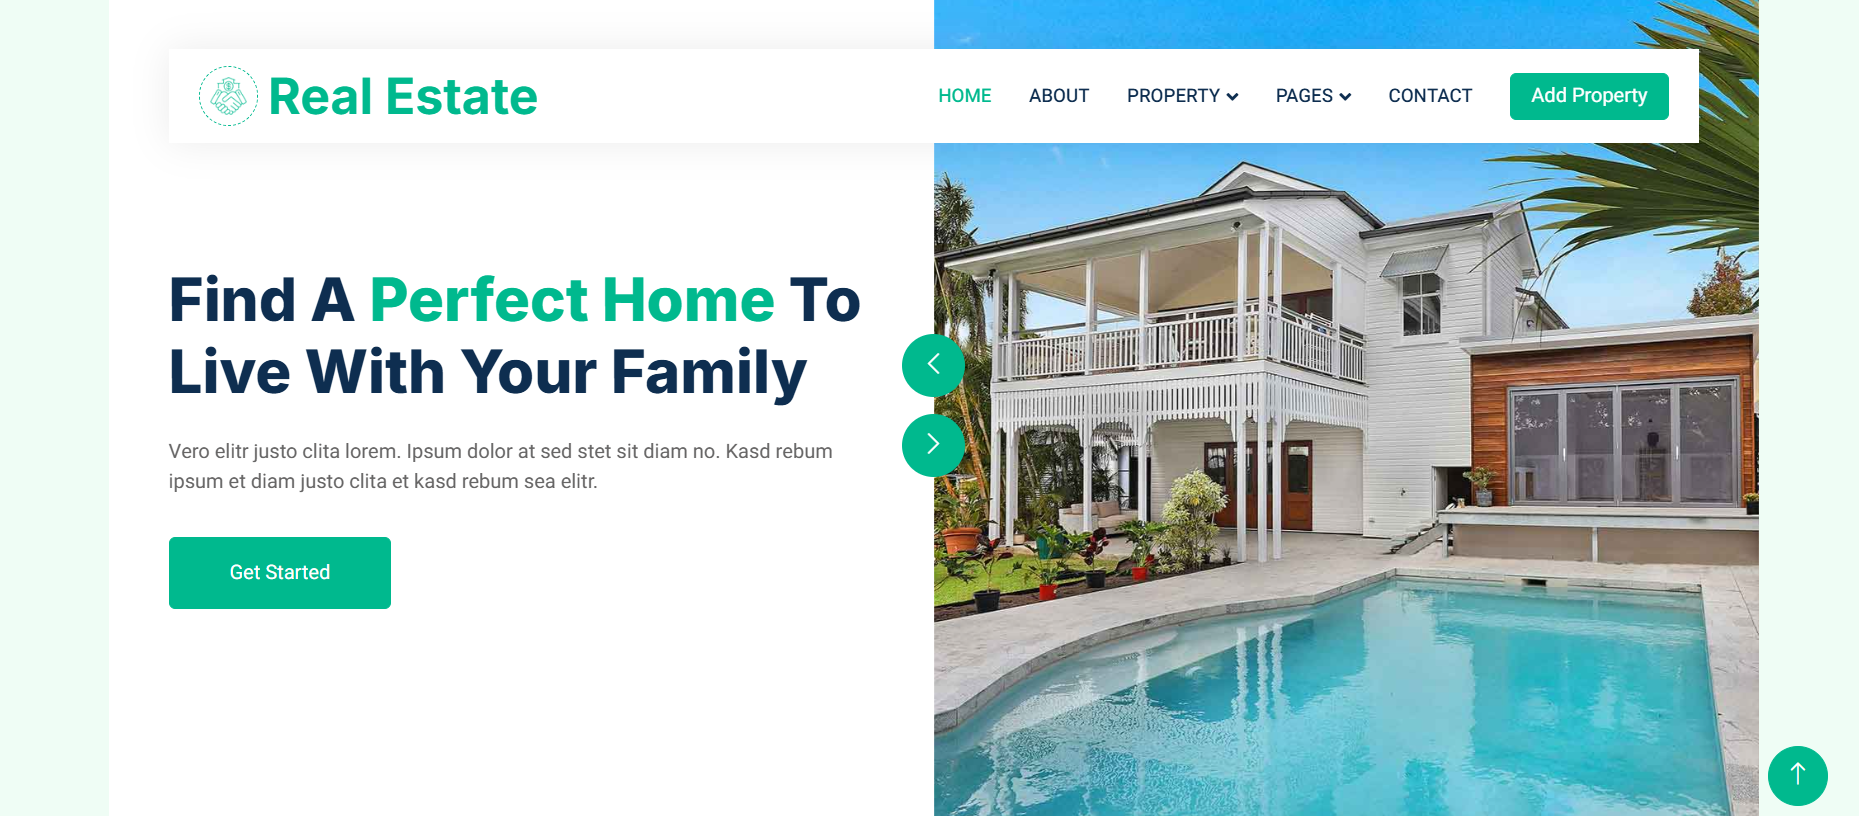 Real Estate
HOME ABOUT PROPERTY PAGES CONTACT Add Property
Find A Perfect Home To
Live With Your Family
Vero elitr justo clita lorem. Ipsum dolor at sed stet sit diam no. Kasd rebum
ipsum et diam justo clita et kasd rebum sea elitr.
Get Started